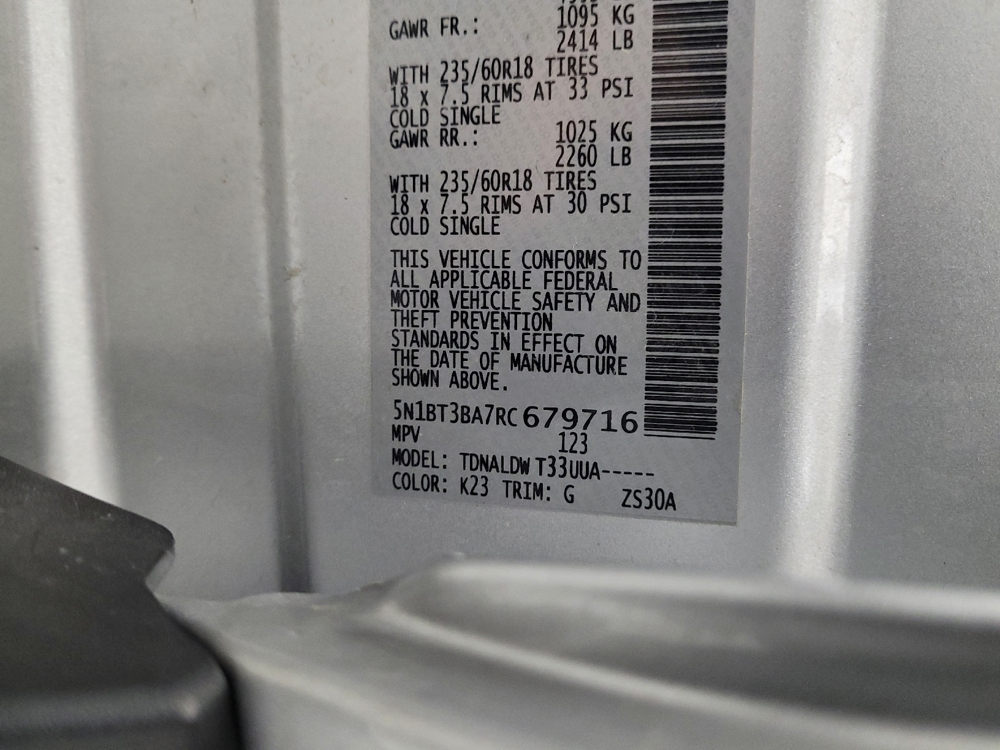 GAWR FR.: 1095 KG
2414 LB
WITH 235/60R18 TIRES
18 x 7.5 RIMS AT 33 PSI
COLD SINGLE
GAWR RR.: 1025 KG
2260 LB
WITH 235/60R18 TIRES
18 x 7.5 RIMS AT 30 PSI
COLD SINGLE
THIS VEHICLE CONFORMS TO
ALL APPLICABLE FEDERAL
MOTOR VEHICLE SAFETY AND
THEFT PREVENTION
STANDARDS IN EFFECT ON
THE DATE OF MANUFACTURE
SHOWN ABOVE.
5N1BT3BA7RC679716
MPV 123
MODEL: TDNALDW T33UUA-----
COLOR: K23 TRIM: G ZS30A